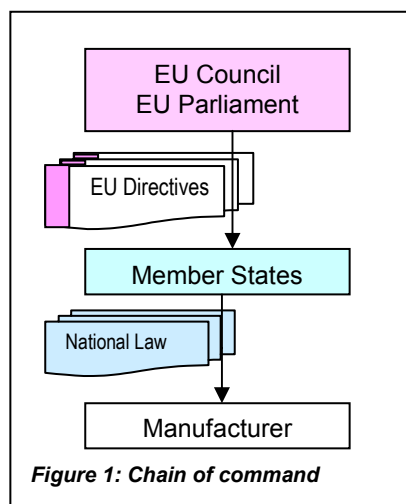 EU Council
EU Parliament
EU Directives
Member States
National Law
Manufacturer
Figure 1: Chain of command